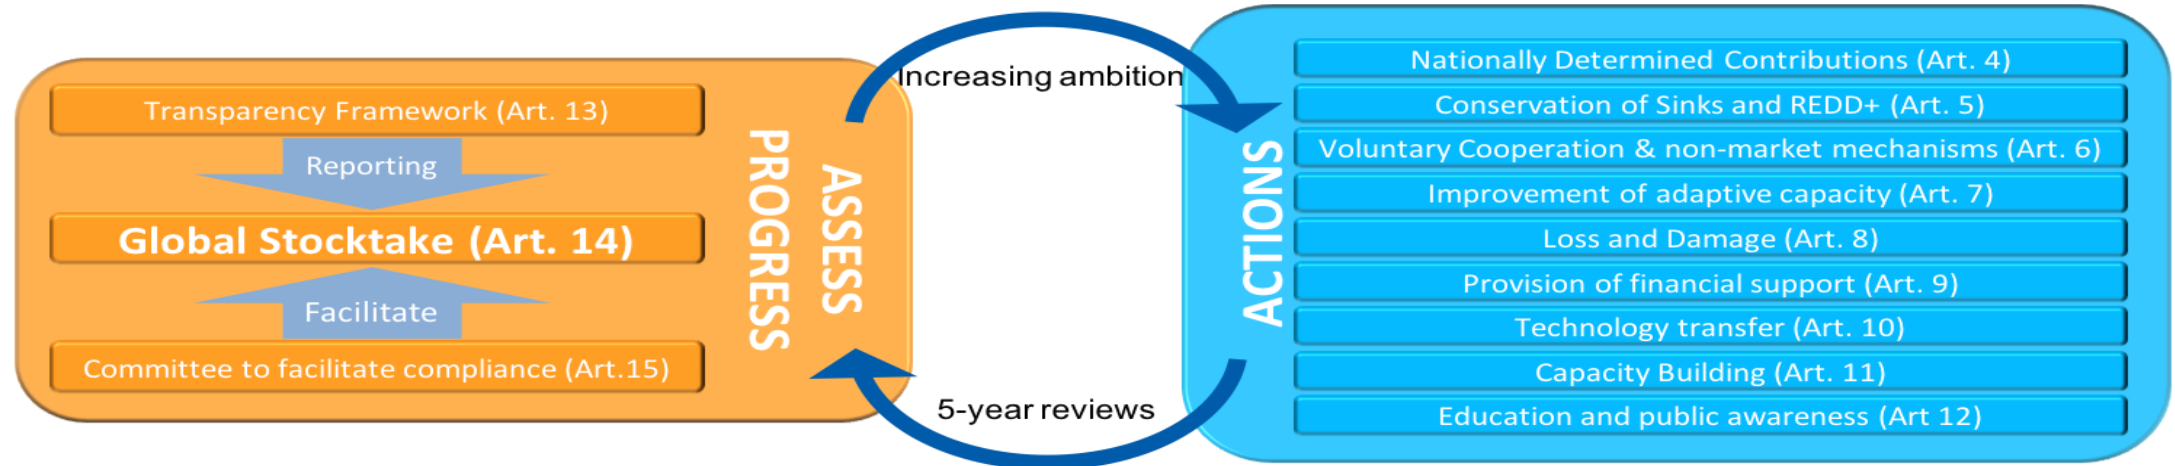 Transparency Framework (Art. 13)
Reporting
Global Stocktake (Art. 14)
Facilitate
Committee to facilitate compliance (Art.15)
ASSESS
PROGRESS
Increasing ambition
5-year reviews
ACTIONS
Nationally Determined Contributions (Art. 4)
Conservation of Sinks and REDD+ (Art. 5)
Voluntary Cooperation & non-market mechanisms (Art. 6)
Improvement of adaptive capacity (Art. 7)
Loss and Damage (Art. 8)
Provision of financial support (Art. 9)
Technology transfer (Art. 10)
Capacity Building (Art. 11)
Education and public awareness (Art 12)